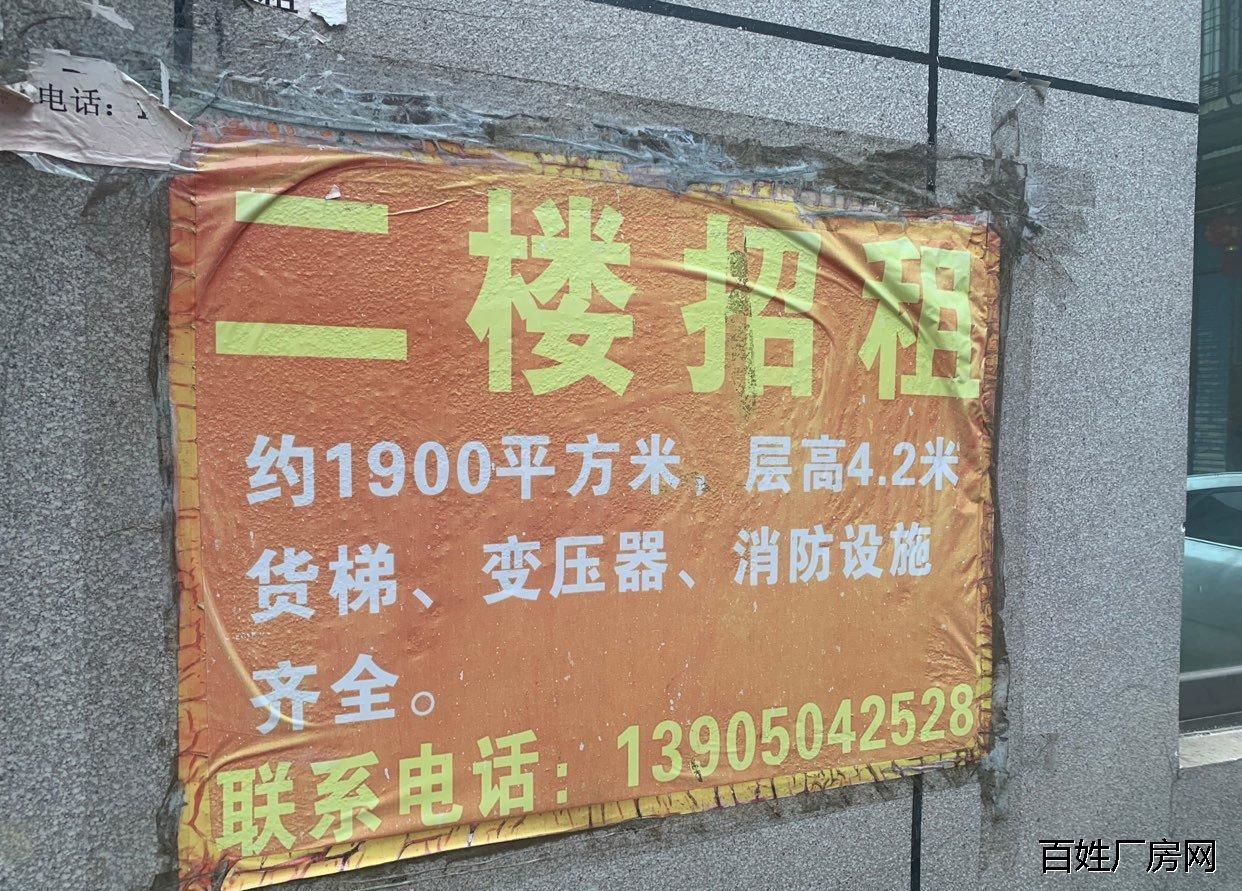 电话:
二楼招租
约1900平方米，层高4.2米
货梯、变压器、消防设施
齐全。
联系电话：13905042528
百姓厂房网